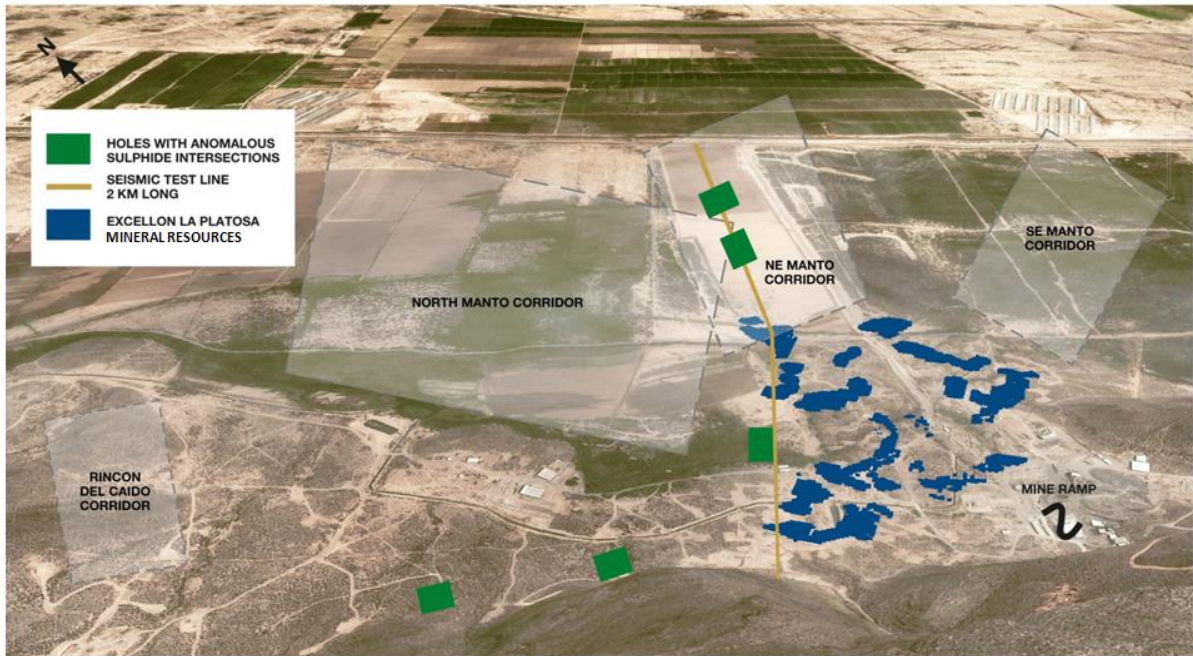 N
HOLES WITH ANOMALOUS
SULPHIDE INTERSECTIONS
SEISMIC TEST LINE
2 KM LONG
EXCELLON LA PLATOSA
MINERAL RESOURCES
SE MANTO
CORRIDOR
NE MANTO
CORRIDOR
NORTH MANTO CORRIDOR
RINCON
DEL CAIDO
CORRIDOR
MINE RAMP